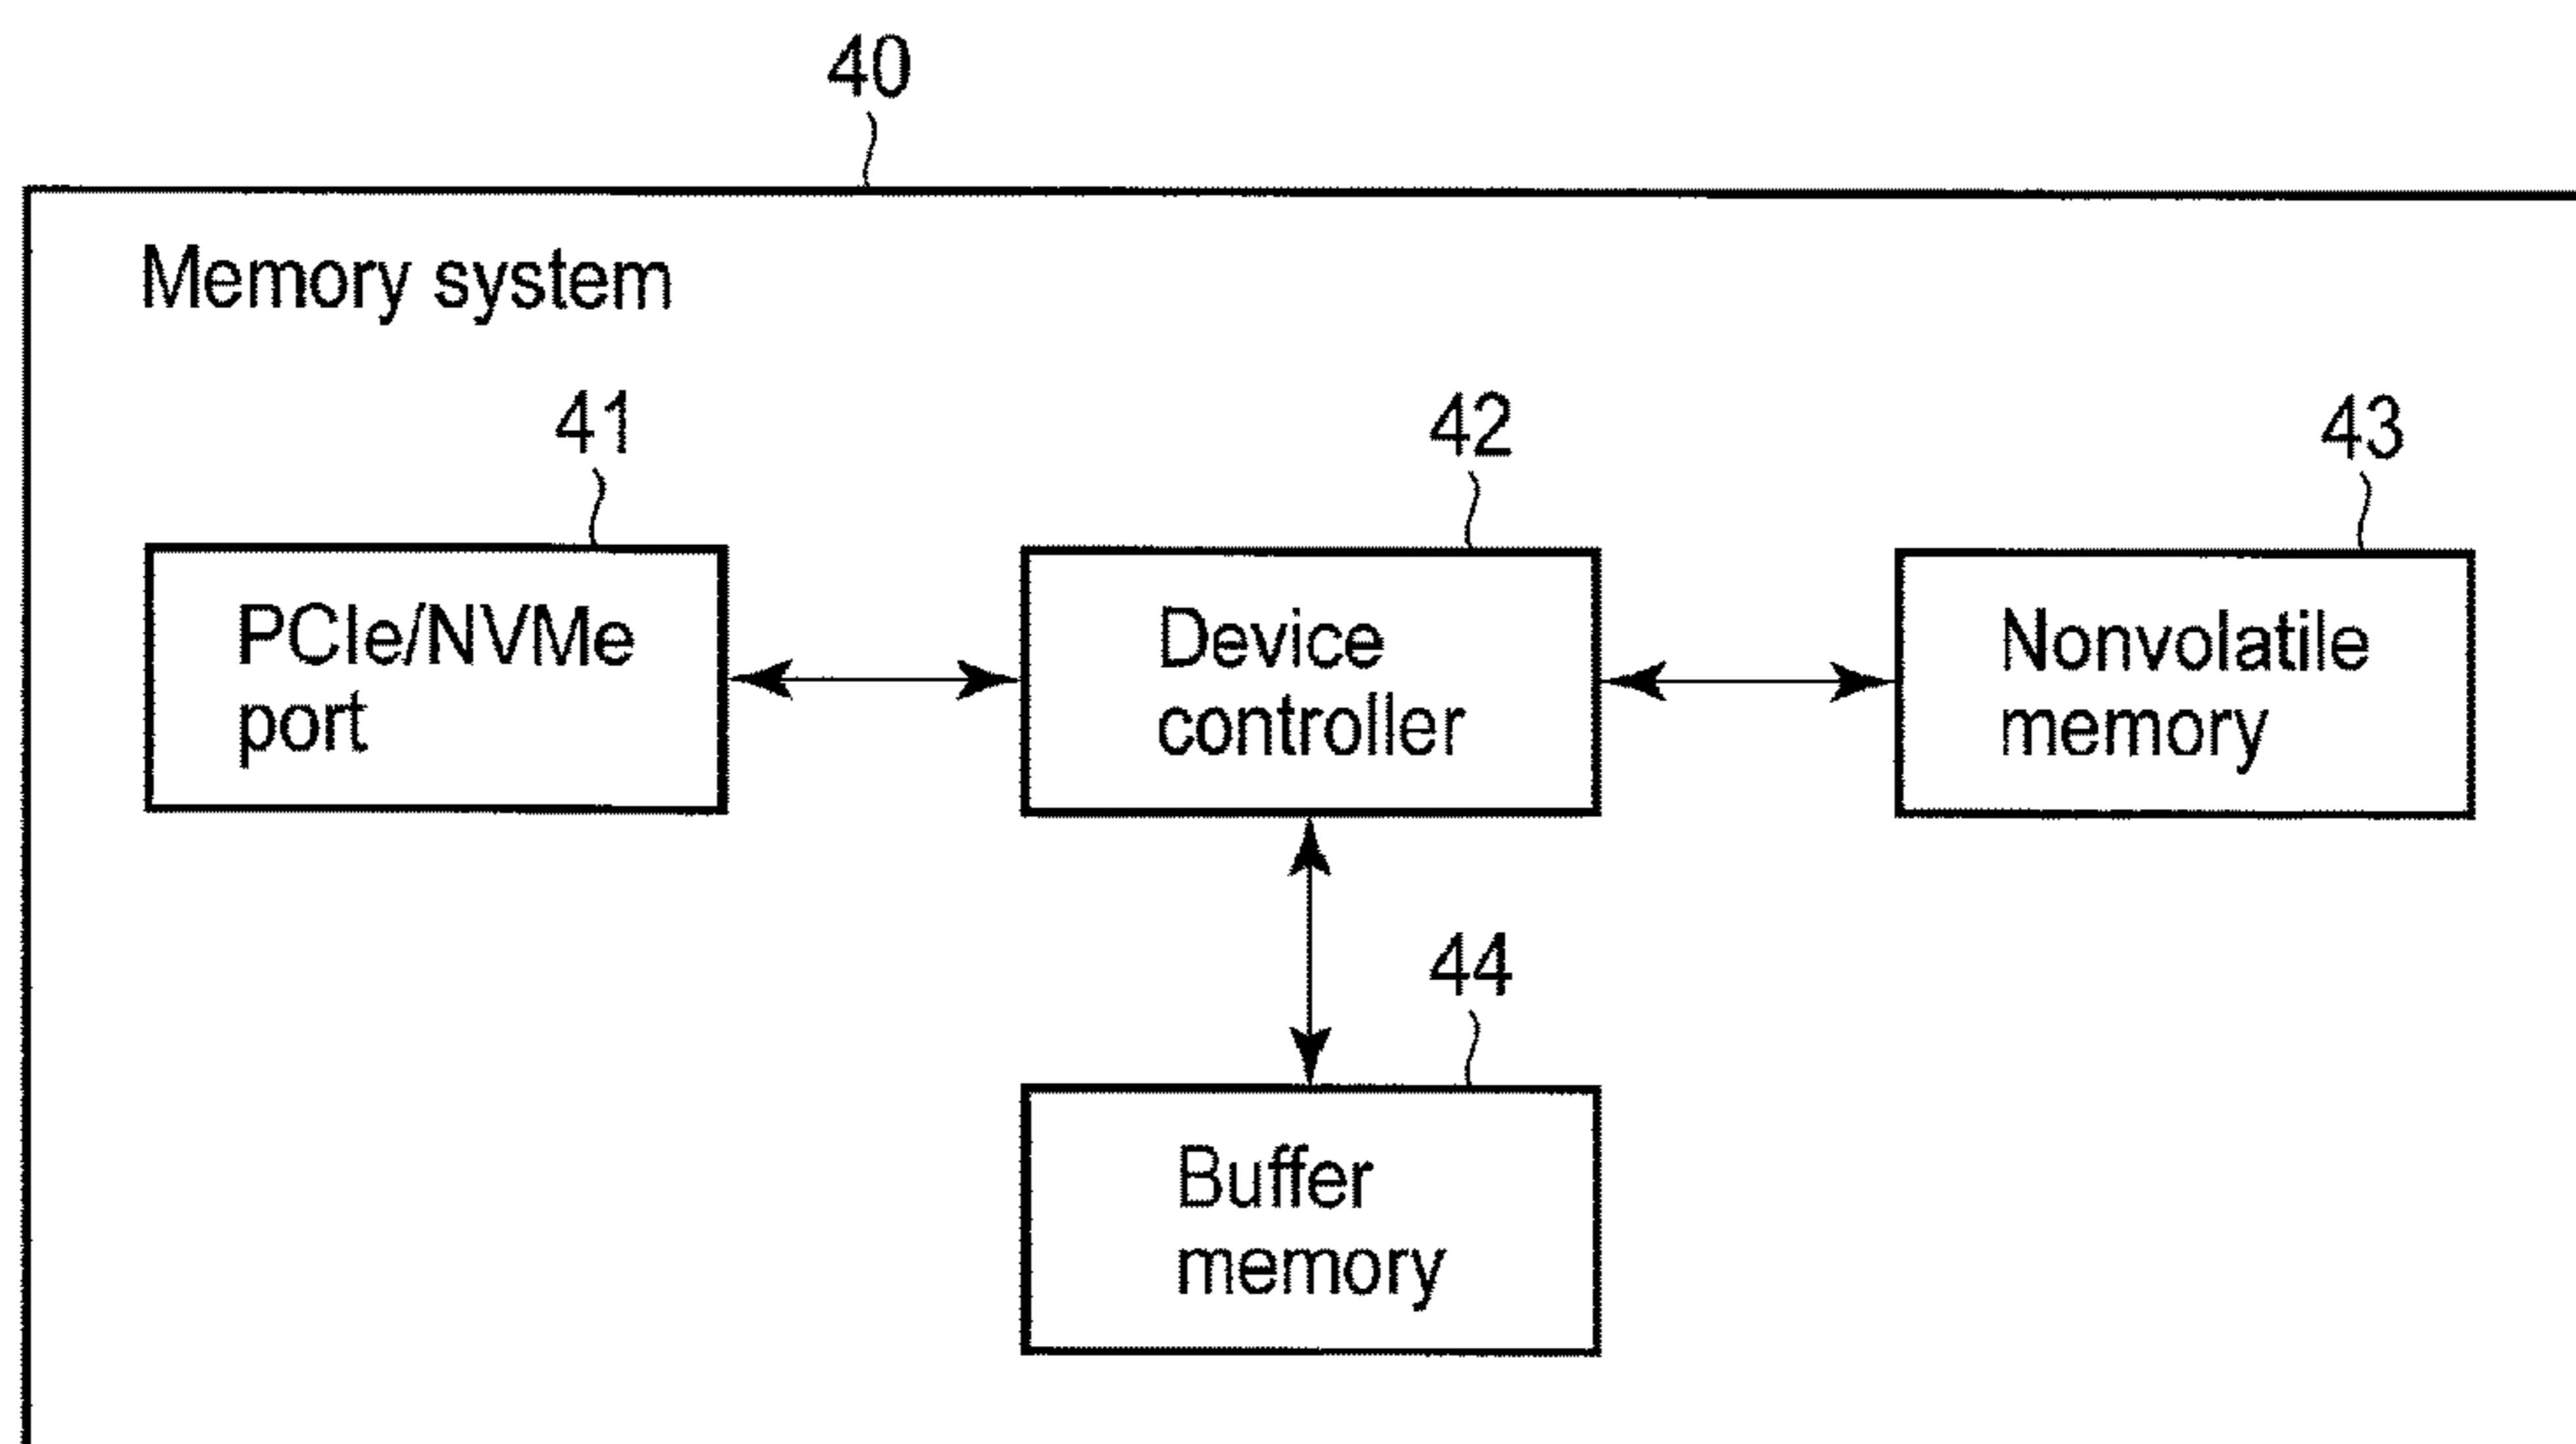 40
Memory system
41
42
43
PCIe/NVMe
port
Device
controller
Nonvolatile
memory
44
Buffer
memory